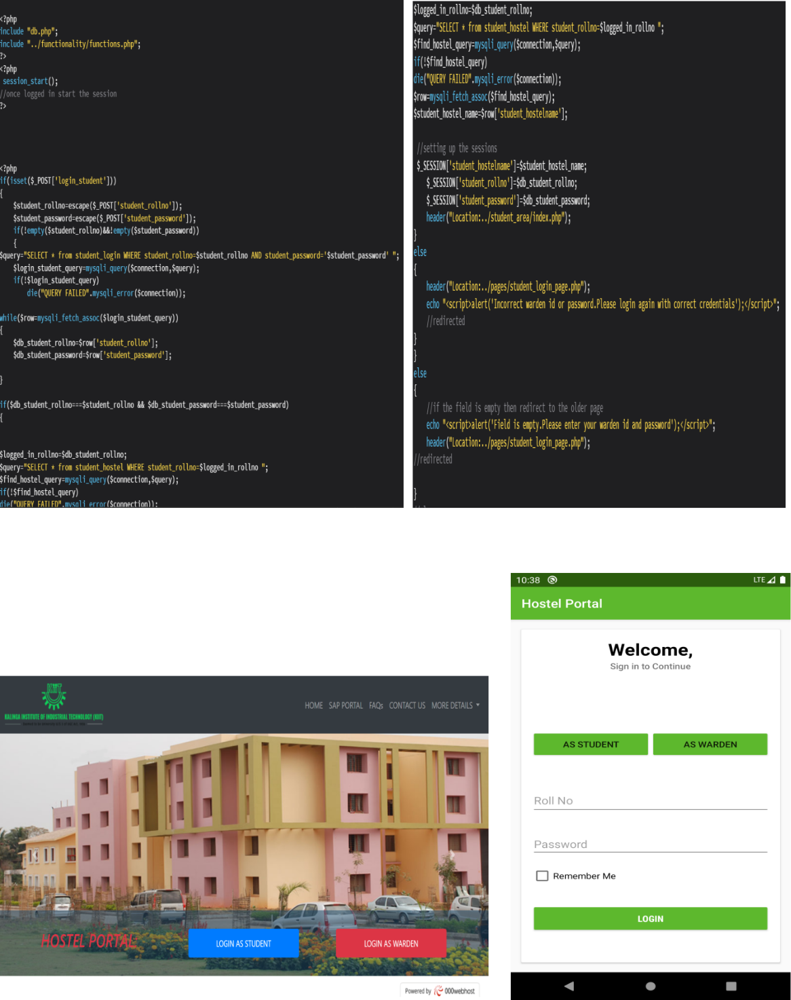 <?php
include "db.php";
include "../functionality/functions.php";
?>
<?php
session_start();
//once logged in start the session
?>
<?php
if(isset($_POST['login_student']))
{
$student_rollno=escape($_POST['student_rollno']);
$student_password=escape($_POST['student_password']);
if(!empty($student_rollno)&&!empty($student_password))
{
$query="SELECT * from student_login WHERE student_rollno=$student_rollno AND student_password='$student_password' ";
$login_student_query=mysqli_query($connection,$query);
if(!$login_student_query)
die("QUERY FAILED".mysqli_error($connection));
while($row=mysqli_fetch_assoc($login_student_query))
{
$db_student_rollno=$row['student_rollno'];
$db_student_password=$row['student_password'];
}
if($db_student_rollno===$student_rollno && $db_student_password===$student_password)
{
$logged_in_rollno=$db_student_rollno;
$query="SELECT * from student_hostel WHERE student_rollno=$logged_in_rollno ";
$find_hostel_query=mysqli_query($connection,$query);
if(!$find_hostel_query)
die("QUERY FAILED".mysqli_error($connection));
$logged_in_rollno=$db_student_rollno;
$query="SELECT * from student_hostel WHERE student_rollno=$logged_in_rollno ";
$find_hostel_query=mysqli_query($connection,$query);
if(!$find_hostel_query)
die("QUERY FAILED".mysqli_error($connection));
$row=mysqli_fetch_assoc($find_hostel_query);
$student_hostel_name=$row['student_hostelname'];
//setting up the sessions
$_SESSION['student_hostelname']=$student_hostel_name;
$_SESSION['student_rollno']=$db_student_rollno;
$_SESSION['student_password']=$db_student_password;
header("Location:../student_area/index.php");
}
else
{
header("Location:../pages/student_login_page.php");
echo "<script>alert('Incorrect warden id or password.Please login again with correct credentials');</script>";
//redirected
}
}
else
{
//if the field is empty then redirect to the older page
echo "<script>alert('Field is empty.Please enter your warden id and password');</script>";
header("Location:../pages/student_login_page.php");
//redirected
}
KIIT
KALINGA INSTITUTE OF INDUSTRIAL TECHNOLOGY (KIIT)
HOME SAP PORTAL FAQs CONTACT US MORE DETAILS
HOSTEL PORTAL
LOGIN AS STUDENT
LOGIN AS WARDEN
Powered by 000webhost
10:38 LTE
Hostel Portal
Welcome,
Sign in to Continue
AS STUDENT AS WARDEN
Roll No
Password
Remember Me
LOGIN